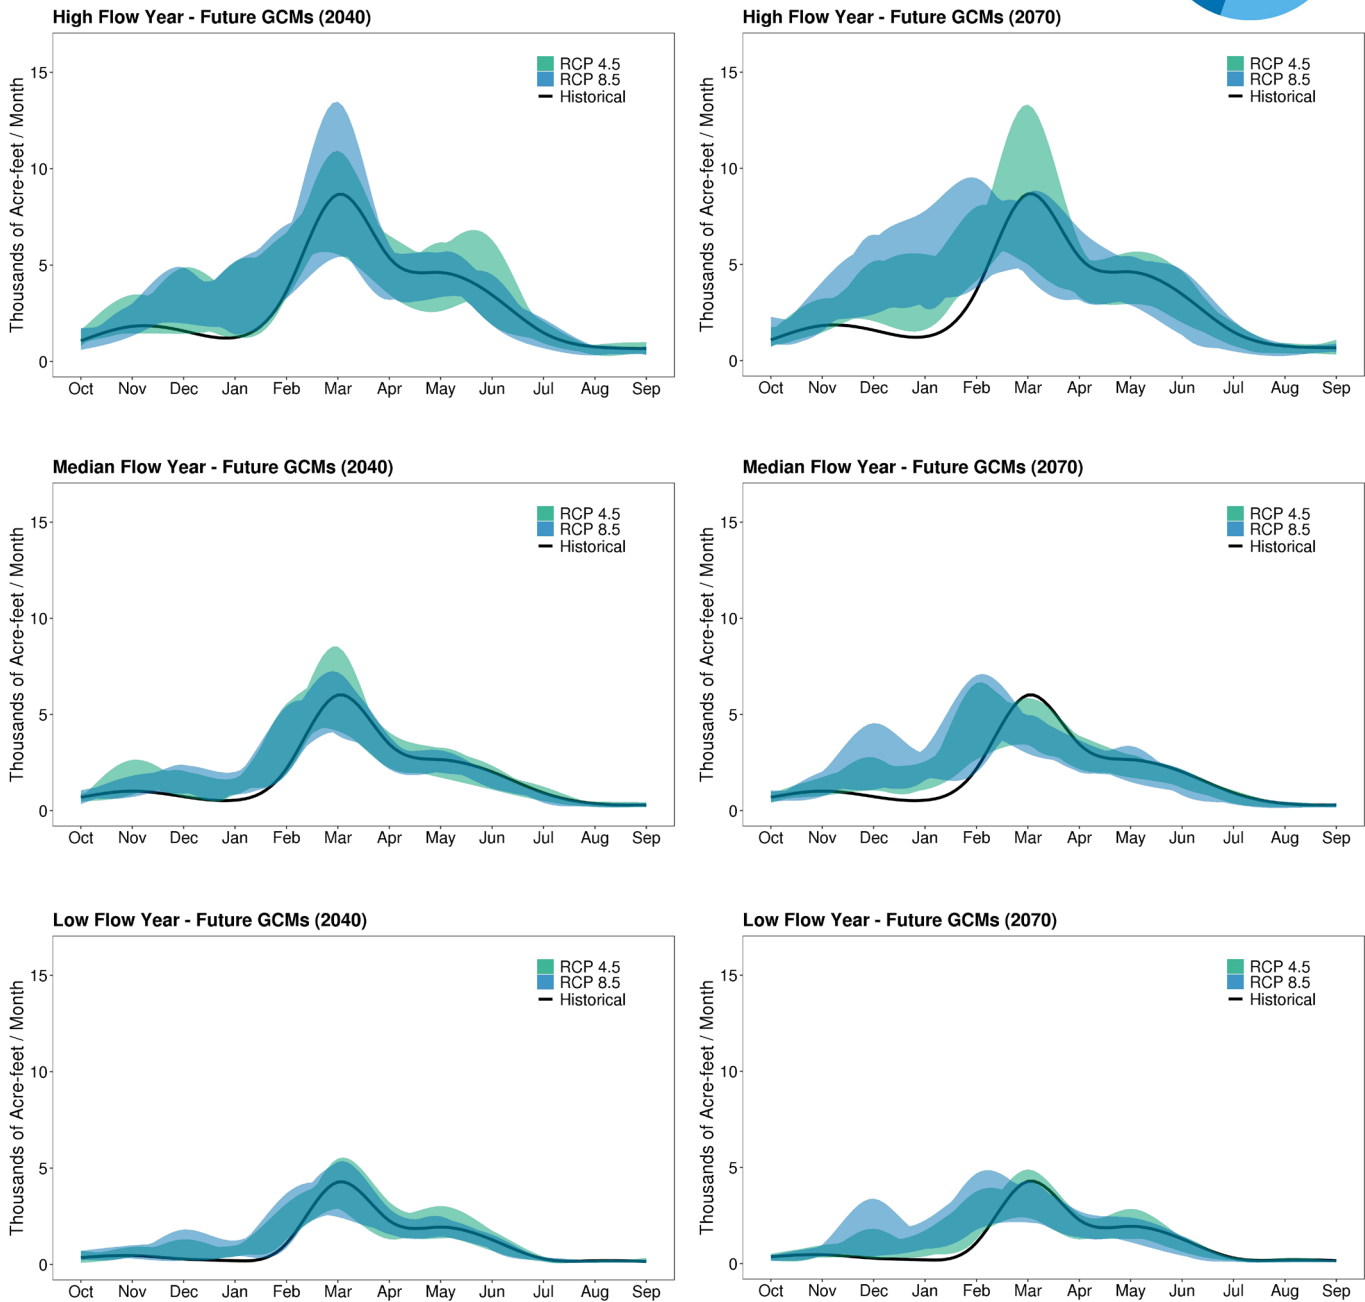 High Flow Year - Future GCMs (2040)
Thousands of Acre-feet / Month
15
10
5
0
RCP 4.5
RCP 8.5
Historical
Oct Nov Dec Jan Feb Mar Apr May Jun Jul Aug Sep
High Flow Year - Future GCMs (2070)
Thousands of Acre-feet / Month
15
10
5
0
RCP 4.5
RCP 8.5
Historical
Oct Nov Dec Jan Feb Mar Apr May Jun Jul Aug Sep
Median Flow Year - Future GCMs (2040)
Thousands of Acre-feet / Month
15
10
5
0
RCP 4.5
RCP 8.5
Historical
Oct Nov Dec Jan Feb Mar Apr May Jun Jul Aug Sep
Median Flow Year - Future GCMs (2070)
Thousands of Acre-feet / Month
15
10
5
0
RCP 4.5
RCP 8.5
Historical
Oct Nov Dec Jan Feb Mar Apr May Jun Jul Aug Sep
Low Flow Year - Future GCMs (2040)
Thousands of Acre-feet / Month
15
10
5
0
RCP 4.5
RCP 8.5
Historical
Oct Nov Dec Jan Feb Mar Apr May Jun Jul Aug Sep
Low Flow Year - Future GCMs (2070)
Thousands of Acre-feet / Month
15
10
5
0
RCP 4.5
RCP 8.5
Historical
Oct Nov Dec Jan Feb Mar Apr May Jun Jul Aug Sep